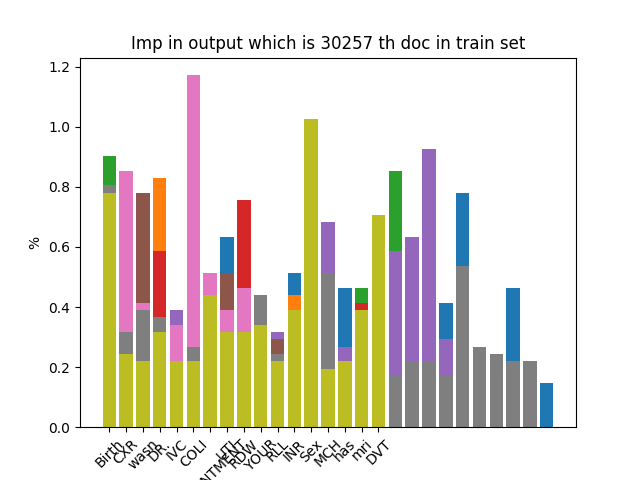 Imp in output which is 30257 th doc in train set
1.2
1.0
0.8
0.6
0.4
0.2
0.0
%
Birth
CXR
wasn
DR.
IVC
COLI
UTI
RDW
YOUR
RLL
INR
Sex
MCH
has
mri
DVT